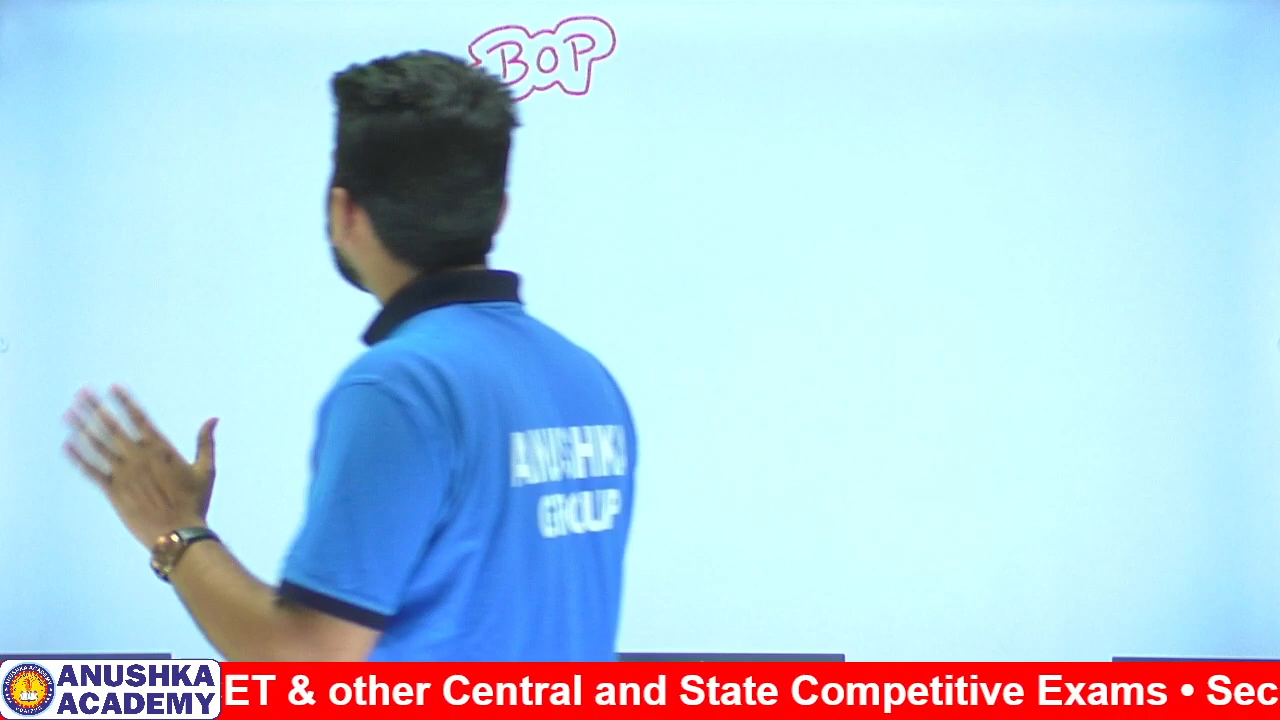 BOP
ANUSHKA
GROUP
ANUSHKA
ACADEMY
ET & other Central and State Competitive Exams • Sec